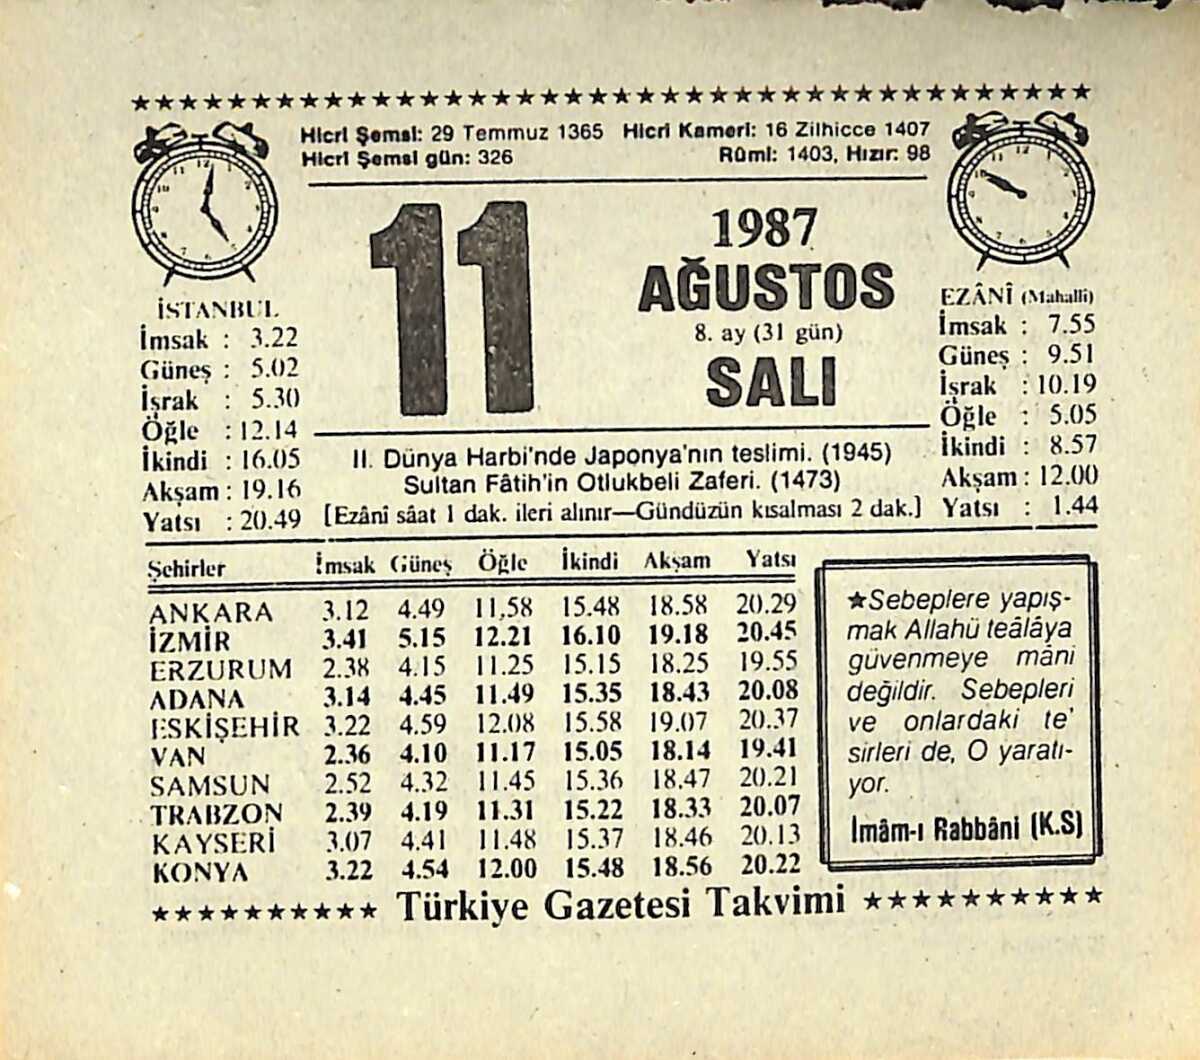 Hicri Şemsi: 29 Temmuz 1365 Hicri Kameri: 16 Zilhicce 1407
Hicri Şemsi gün: 326 Rûmi: 1403, Hızır: 98
11
1987
AĞUSTOS
8. ay (31 gün)
SALI
İSTANBUL
İmsak : 3.22
Güneş : 5.02
İşrak : 5.30
Öğle : 12.14
İkindi : 16.05
Akşam : 19.16
Yatsı : 20.49
EZÂNÎ (Mahallî)
İmsak : 7.55
Güneş : 9.51
İşrak : 10.19
Öğle : 5.05
İkindi : 8.57
Akşam : 12.00
Yatsı : 1.44
II. Dünya Harbi'nde Japonya'nın teslimi. (1945)
Sultan Fâtih'in Otlukbeli Zaferi. (1473)
[Ezânî sâat 1 dak. ileri alınır—Gündüzün kısalması 2 dak.]
Şehirler İmsak Güneş Öğle İkindi Akşam Yatsı
ANKARA 3.12 4.49 11,58 15.48 18.58 20.29
İZMİR 3.41 5.15 12.21 16.10 19.18 20.45
ERZURUM 2.38 4.15 11.25 15.15 18.25 19.55
ADANA 3.14 4.45 11.49 15.35 18.43 20.08
ESKİŞEHİR 3.22 4.59 12.08 15.58 19.07 20.37
VAN 2.36 4.10 11.17 15.05 18.14 19.41
SAMSUN 2.52 4.32 11.45 15.36 18.47 20.21
TRABZON 2.39 4.19 11.31 15.22 18.33 20.07
KAYSERİ 3.07 4.41 11.48 15.37 18.46 20.13
KONYA 3.22 4.54 12.00 15.48 18.56 20.22
★Sebeplere yapış-
mak Allahü teâlâya
güvenmeye mâni
değildir. Sebepleri
ve onlardaki te'
sirleri de, O yaratı-
yor.
İmâm-ı Rabbâni (K.S)
Türkiye Gazetesi Takvimi